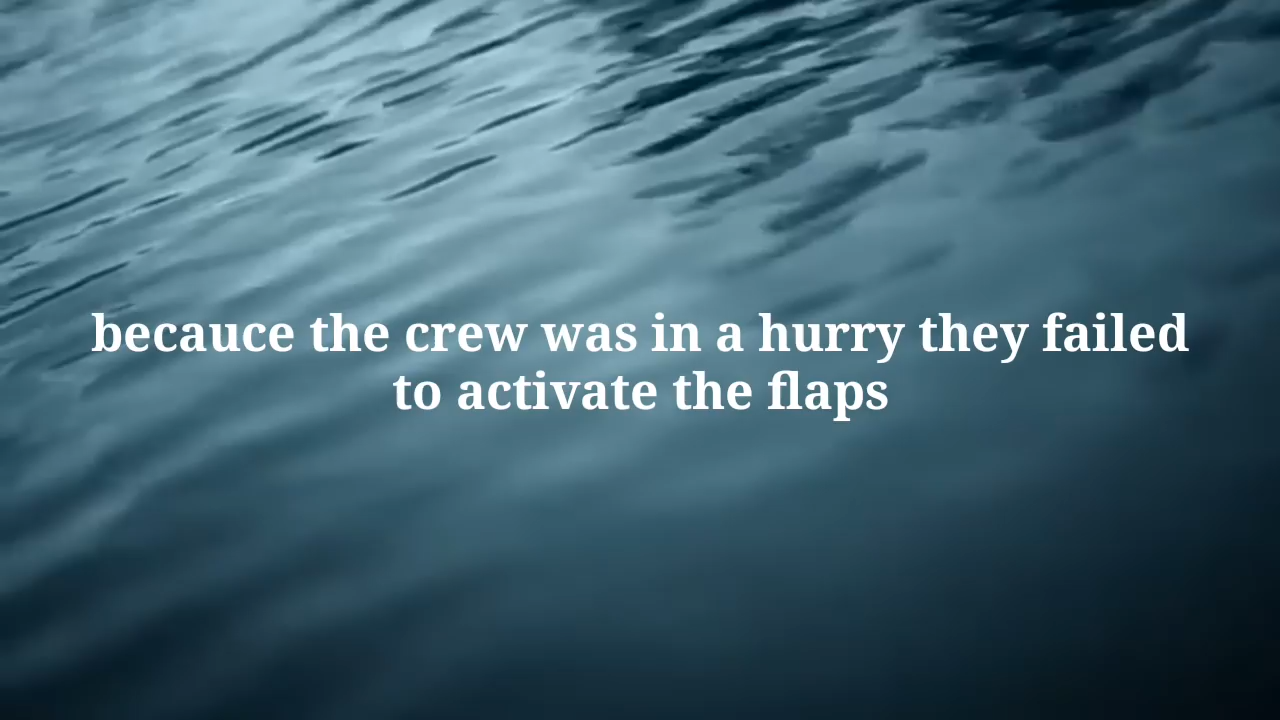 becauce the crew was in a hurry they failed
to activate the flaps